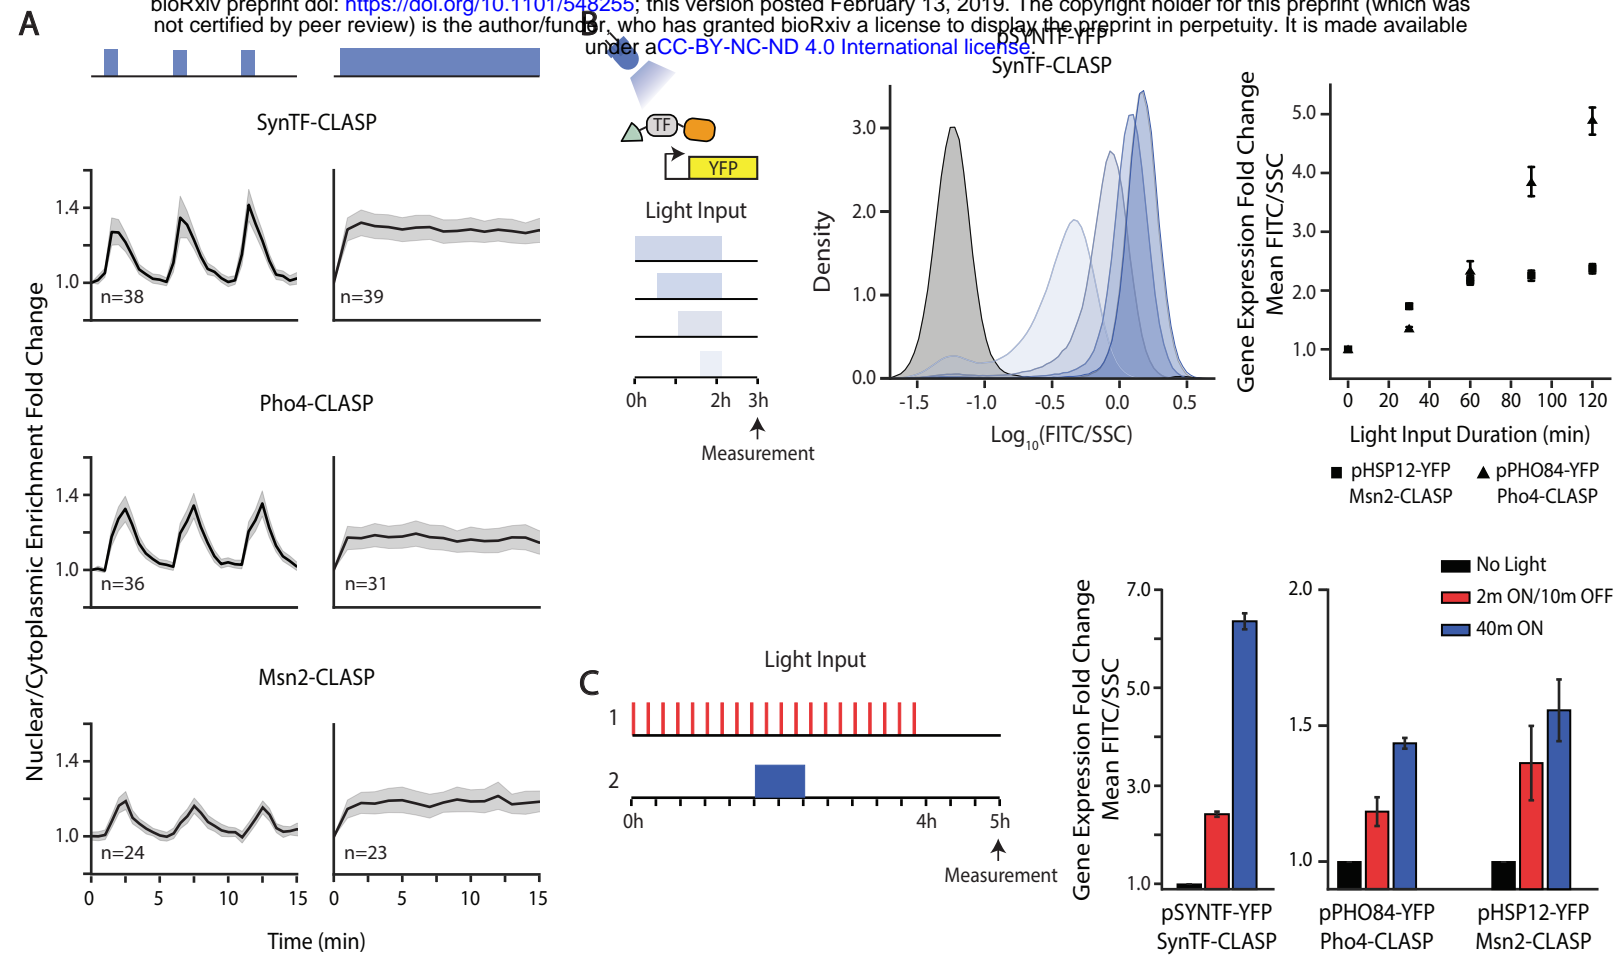 bioRxiv preprint doi: https://doi.org/10.1101/548255; this version posted February 13, 2019. The copyright holder for this preprint (which was
not certified by peer review) is the author/funder, who has granted bioRxiv a license to display the preprint in perpetuity. It is made available
under aCC-BY-NC-ND 4.0 International license.
A
SynTF-CLASP
1.4
1.0
n=38
n=39
Pho4-CLASP
1.4
1.0
n=36
n=31
Msn2-CLASP
1.4
1.0
n=24
n=23
0 5 10 15
0 5 10 15
Time (min)
Nuclear/Cytoplasmic Enrichment Fold Change
B
TF
YFP
Light Input
0h 2h 3h
Measurement
pSYNTF-YFP
SynTF-CLASP
Density
3.0
2.0
1.0
0.0
-1.5 -1.0 -0.5 0.0 0.5
Log10(FITC/SSC)
Gene Expression Fold Change
Mean FITC/SSC
5.0
4.0
3.0
2.0
1.0
0 20 40 60 80 100 120
Light Input Duration (min)
pHSP12-YFP
Msn2-CLASP
pPHO84-YFP
Pho4-CLASP
C
Light Input
1
2
0h 4h 5h
Measurement
Gene Expression Fold Change
Mean FITC/SSC
7.0
5.0
3.0
1.0
pSYNTF-YFP
SynTF-CLASP
2.0
1.5
1.0
No Light
2m ON/10m OFF
40m ON
pPHO84-YFP
Pho4-CLASP
pHSP12-YFP
Msn2-CLASP